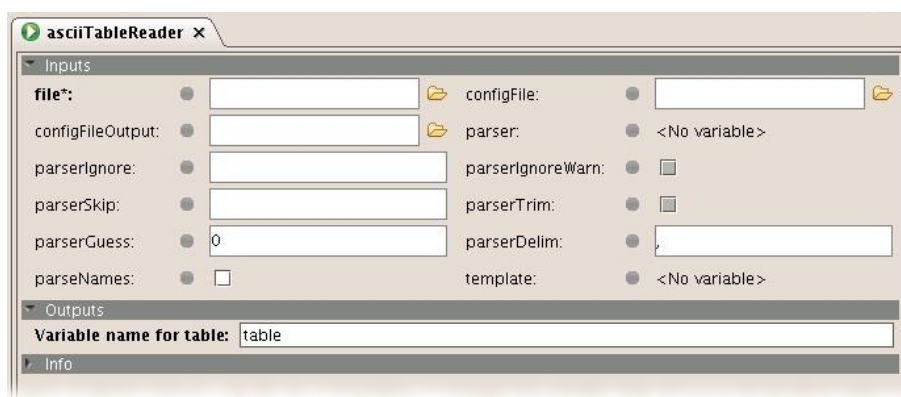 asciiTableReader
Inputs
file*: configFile:
configFileOutput: parser: <No variable>
parserIgnore: parserIgnoreWarn:
parserSkip: parserTrim:
parserGuess: 0 parserDelim: ,
parseNames: template: <No variable>
Outputs
Variable name for table: table
Info